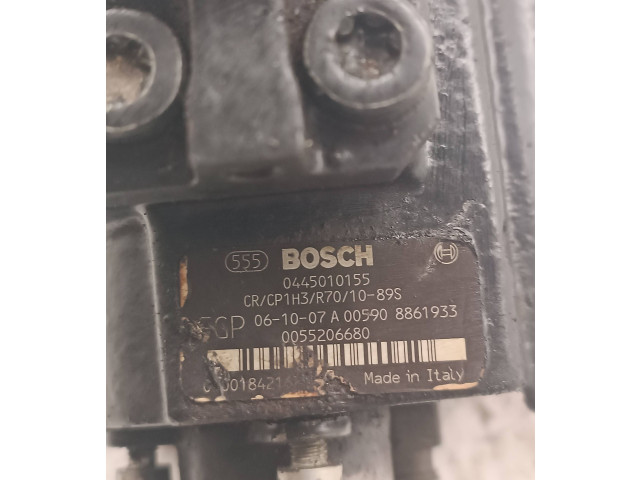 555 BOSCH
0445010155
CR/CP1H3/R70/10-89S
06-10-07 A 00590 8861933
0055206680
Made in Italy